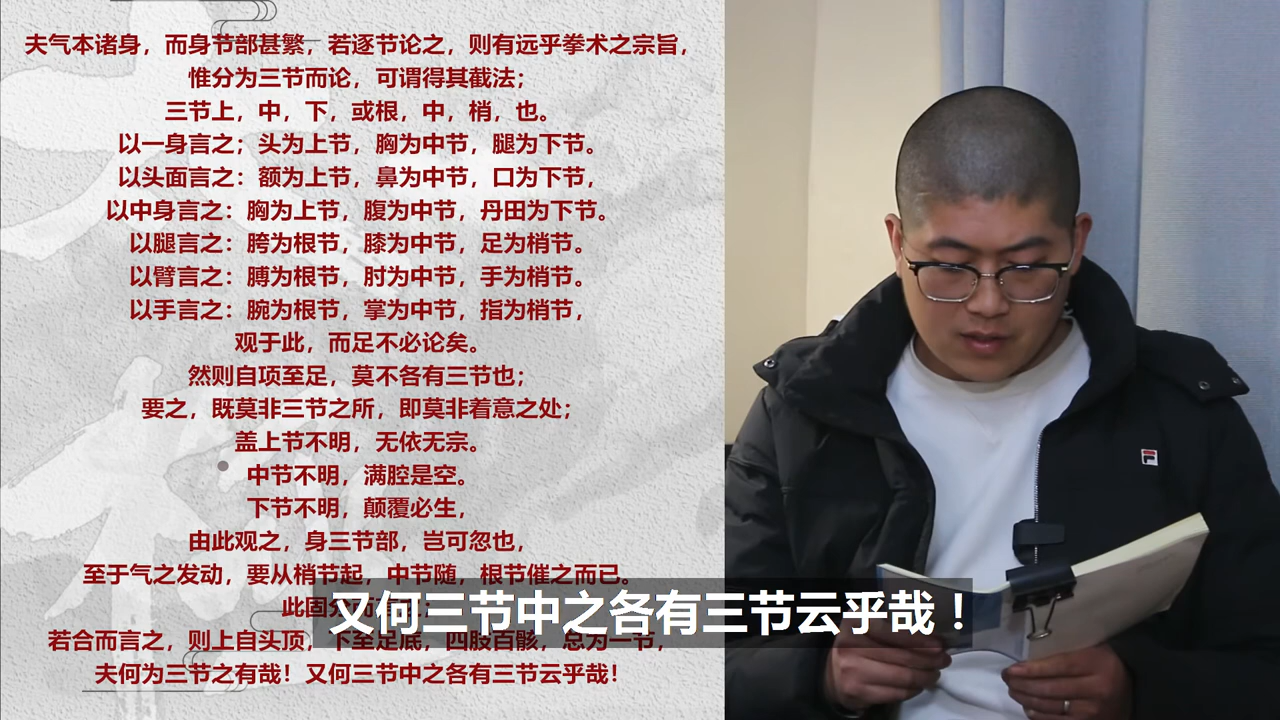 夫气本诸身，而身节部甚繁，若逐节论之，则有远乎拳术之宗旨，
惟分为三节而论，可谓得其截法；
三节上，中，下，或根，中，梢，也。
以一身言之；头为上节，胸为中节，腿为下节。
以头面言之：额为上节，鼻为中节，口为下节，
以中身言之：胸为上节，腹为中节，丹田为下节。
以腿言之：胯为根节，膝为中节，足为梢节。
以臂言之：膊为根节，肘为中节，手为梢节。
以手言之：腕为根节，掌为中节，指为梢节，
观于此，而足不必论矣。
然则自项至足，莫不各有三节也；
要之，既莫非三节之所，即莫非着意之处；
盖上节不明，无依无宗。
中节不明，满腔是空。
下节不明，颠覆必生，
由此观之，身三节部，岂可忽也，
至于气之发动，要从梢节起，中节随，根节催之而已。
此固分而
若合而言之，则上自头顶，下至足底，四肢百骸，总为一节，
夫何为三节之有哉！又何三节中之各有三节云乎哉！
又何三节中之各有三节云乎哉！